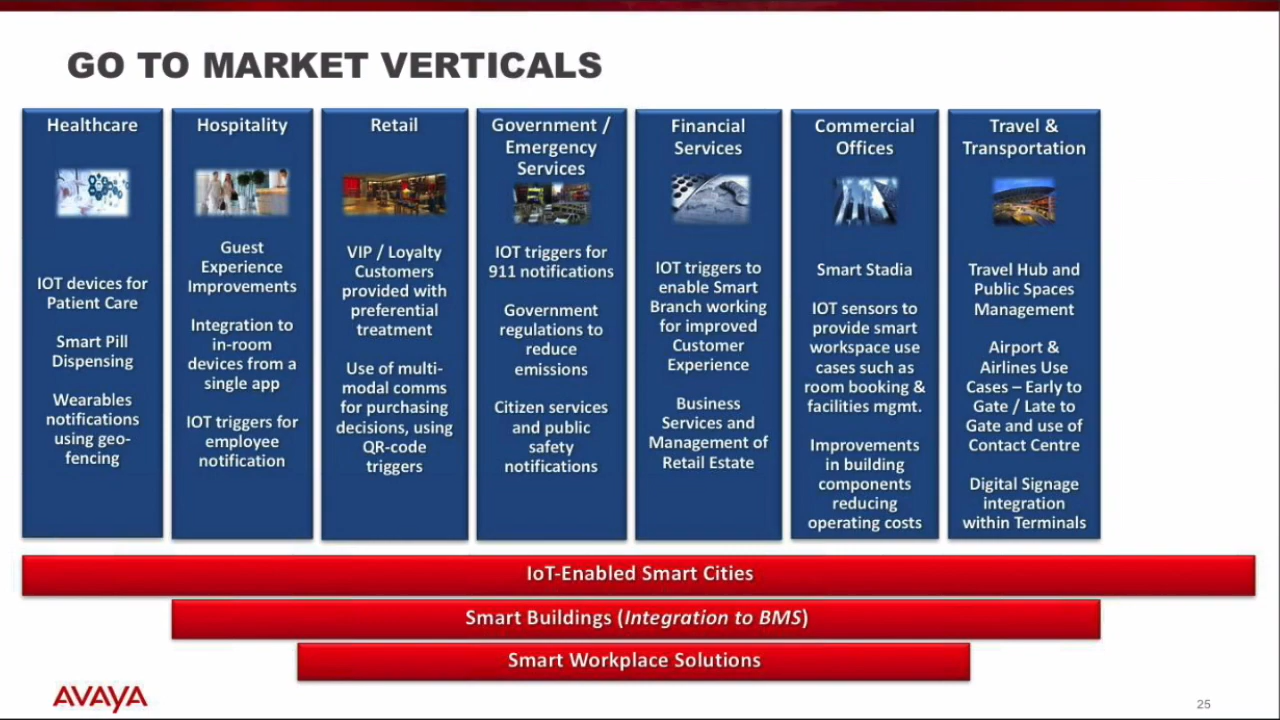 GO TO MARKET VERTICALS
Healthcare
IOT devices for
Patient Care
Smart Pill
Dispensing
Wearables
notifications
using geo-
fencing
Hospitality
Guest
Experience
Improvements
Integration to
in-room
devices from a
single app
IOT triggers for
employee
notification
Retail
VIP / Loyalty
Customers
provided with
preferential
treatment
Use of multi-
modal comms
for purchasing
decisions, using
QR-code
triggers
Government /
Emergency
Services
IOT triggers for
911 notifications
Government
regulations to
reduce
emissions
Citizen services
and public
safety
notifications
Financial
Services
IOT triggers to
enable Smart
Branch working
for improved
Customer
Experience
Business
Services and
Management of
Retail Estate
Commercial
Offices
Smart Stadia
IOT sensors to
provide smart
workspace use
cases such as
room booking &
facilities mgmt.
Improvements
in building
components
reducing
operating costs
Travel &
Transportation
Travel Hub and
Public Spaces
Management
Airport &
Airlines Use
Cases – Early to
Gate / Late to
Gate and use of
Contact Centre
Digital Signage
integration
within Terminals
IoT-Enabled Smart Cities
Smart Buildings (Integration to BMS)
Smart Workplace Solutions
AVAYA
25